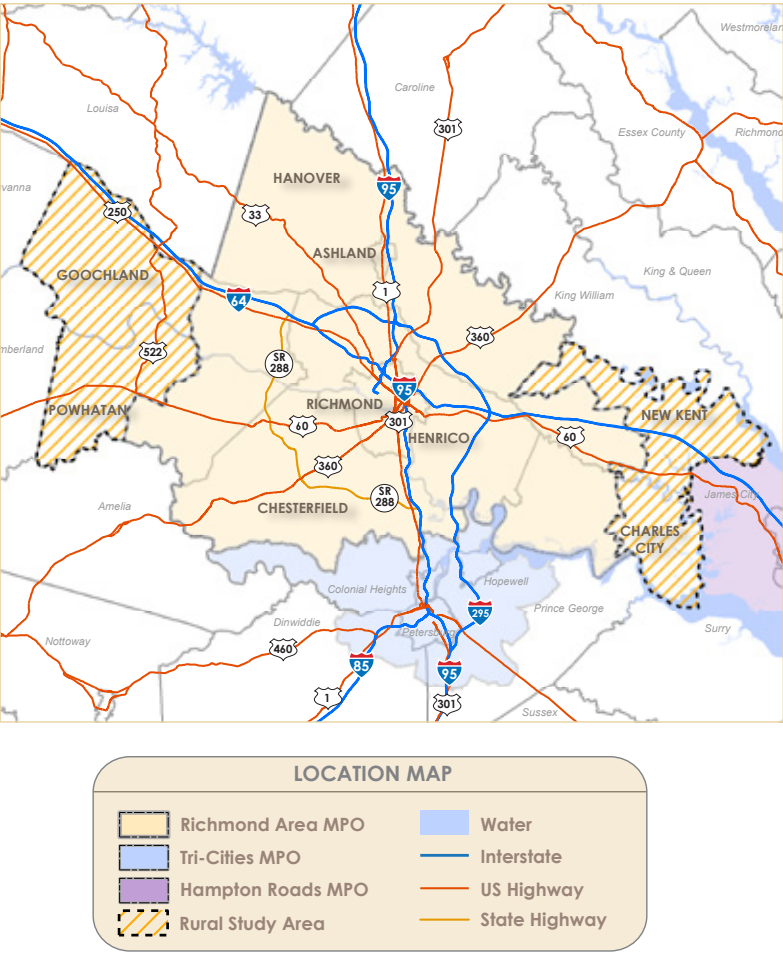 Westmorelan
Caroline
Louisa
301
Essex County
Richmond
HANOVER
95
vanna
250
33
ASHLAND
GOOCHLAND
King & Queen
1
64
King William
360
mberland
522
SR
288
95
RICHMOND
POWHATAN
NEW KENT
301
60
HENRICO
60
360
SR
288
James City
Amelia
CHESTERFIELD
CHARLES
CITY
Colonial Heights
Hopewell
Prince George
295
Dinwiddie
Petersburg
Surry
Nottoway
460
85
95
1
301
Sussex
LOCATION MAP
Richmond Area MPO
Water
Tri-Cities MPO
Interstate
Hampton Roads MPO
US Highway
Rural Study Area
State Highway